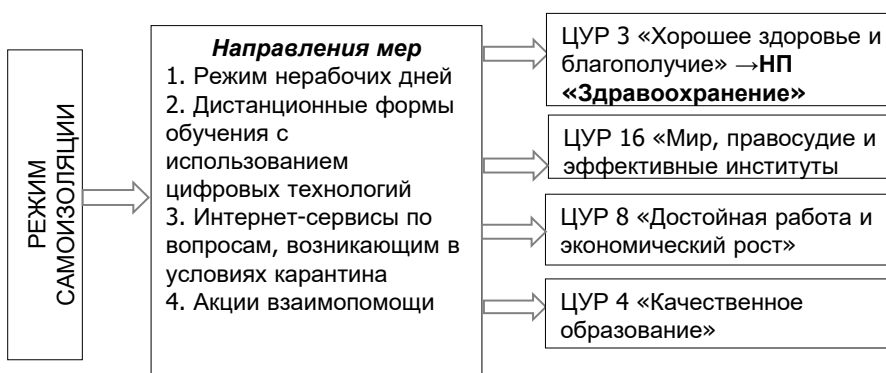 РЕЖИМ
САМОИЗОЛЯЦИИ
Направления мер
1. Режим нерабочих дней
2. Дистанционные формы
обучения с
использованием
цифровых технологий
3. Интернет-сервисы по
вопросам, возникающим в
условиях карантина
4. Акции взаимопомощи
ЦУР 3 «Хорошее здоровье и
благополучие» →НП
«Здравоохранение»
ЦУР 16 «Мир, правосудие и
эффективные институты
ЦУР 8 «Достойная работа и
экономический рост»
ЦУР 4 «Качественное
образование»